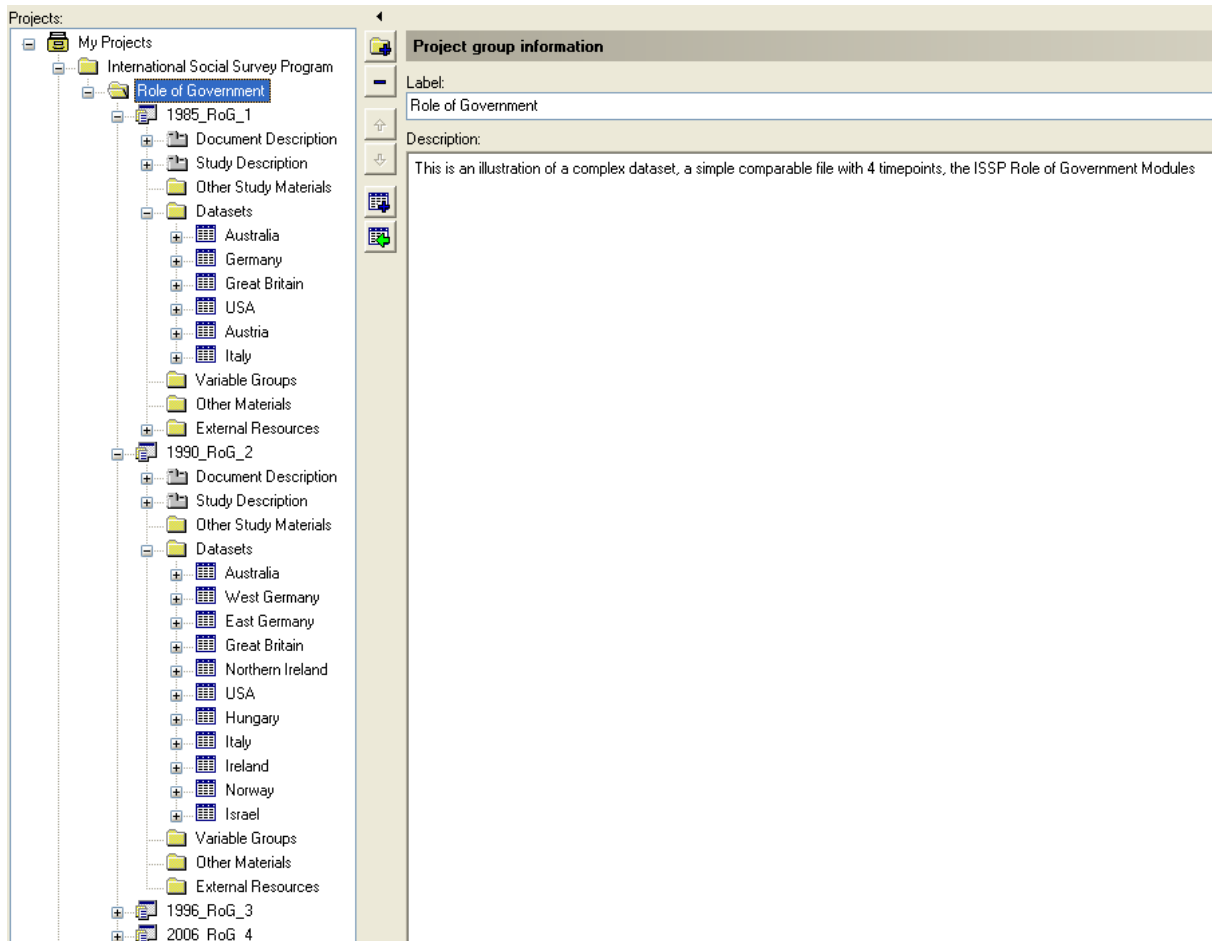 Projects:
My Projects
International Social Survey Program
Role of Government
1985_RoG_1
Document Description
Study Description
Other Study Materials
Datasets
Australia
Germany
Great Britain
USA
Austria
Italy
Variable Groups
Other Materials
External Resources
1990_RoG_2
Document Description
Study Description
Other Study Materials
Datasets
Australia
West Germany
East Germany
Great Britain
Northern Ireland
USA
Hungary
Italy
Ireland
Norway
Israel
Variable Groups
Other Materials
External Resources
1996_RoG_3
2006_RoG_4
Project group information
Label:
Role of Government
Description:
This is an illustration of a complex dataset, a simple comparable file with 4 timepoints, the ISSP Role of Government Modules